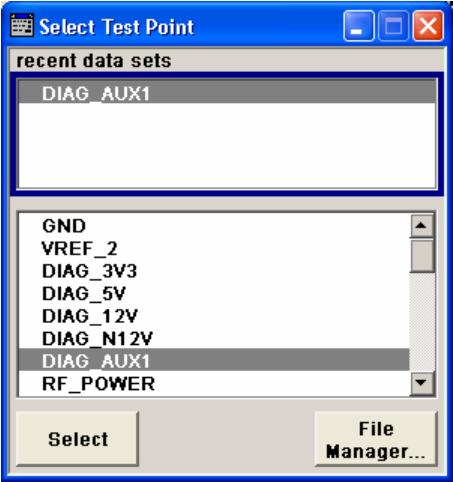 Select Test Point
recent data sets
DIAG_AUX1
GND
VREF_2
DIAG_3V3
DIAG_5V
DIAG_12V
DIAG_N12V
DIAG_AUX1
RF_POWER
Select
File
Manager...